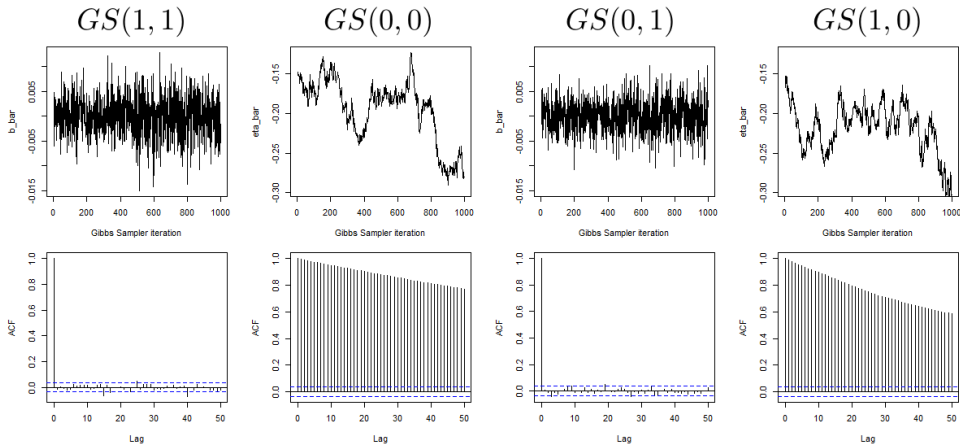 GS(1, 1)
GS(0, 0)
GS(0, 1)
GS(1, 0)
b_bar
0.005
-0.005
-0.015
0 200 400 600 800 1000
Gibbs Sampler iteration
eta_bar
-0.15
-0.20
-0.25
-0.30
0 200 400 600 800 1000
Gibbs Sampler iteration
b_bar
0.005
-0.005
-0.015
0 200 400 600 800 1000
Gibbs Sampler iteration
eta_bar
-0.15
-0.20
-0.25
-0.30
0 200 400 600 800 1000
Gibbs Sampler iteration
ACF
1.0
0.8
0.6
0.4
0.2
0.0
0 10 20 30 40 50
Lag
ACF
1.0
0.8
0.6
0.4
0.2
0.0
0 10 20 30 40 50
Lag
ACF
1.0
0.8
0.6
0.4
0.2
0.0
0 10 20 30 40 50
Lag
ACF
1.0
0.8
0.6
0.4
0.2
0.0
0 10 20 30 40 50
Lag